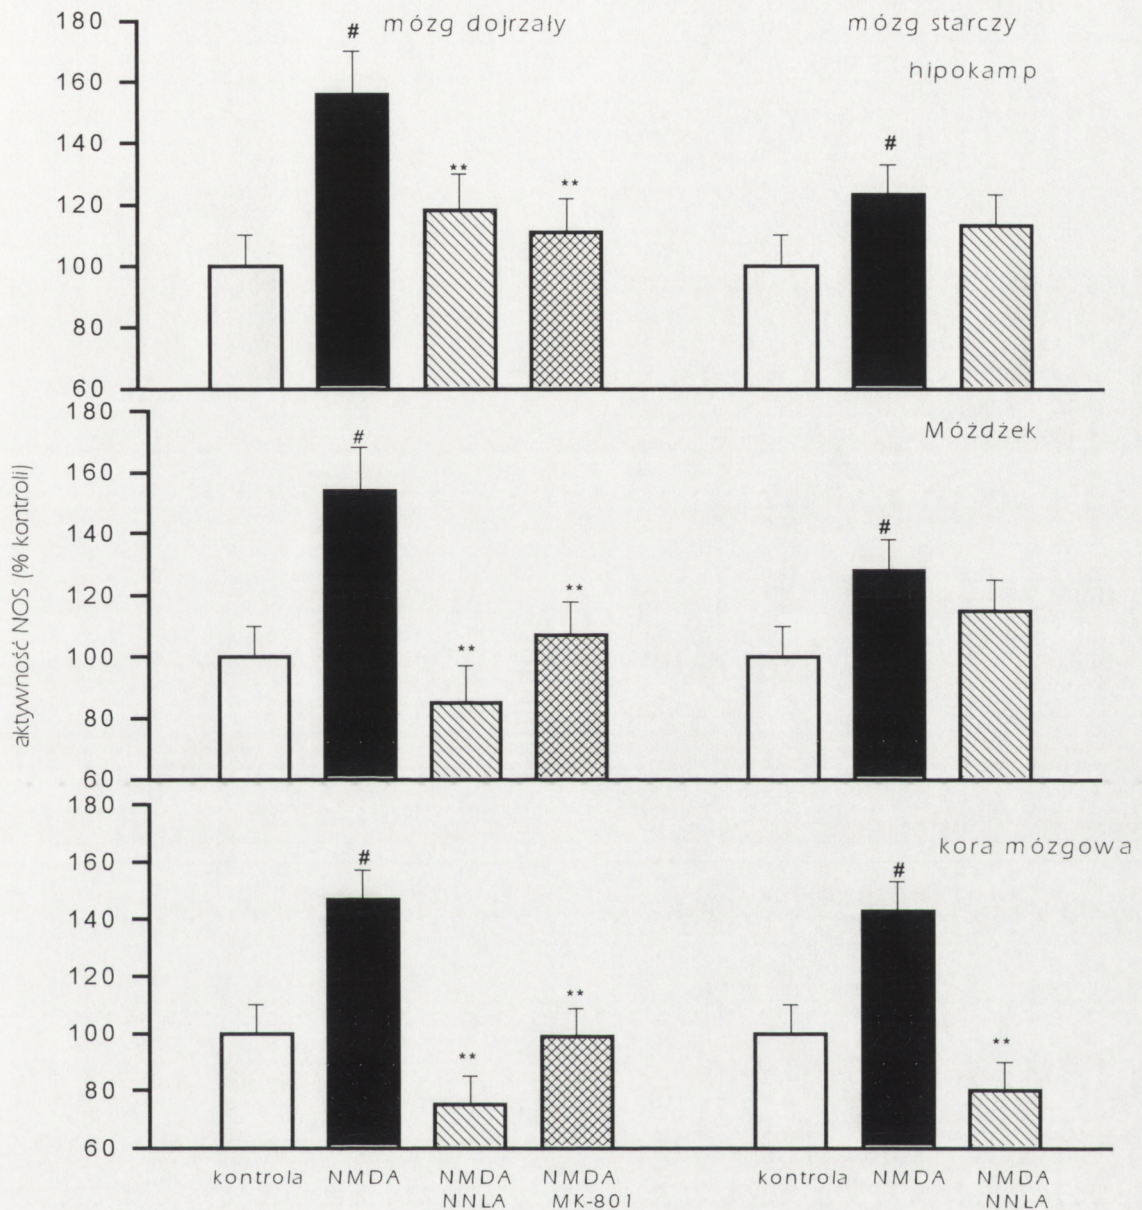 mózg dojrzały
mózg starczy
hipokamp
180
160
140
120
100
80
60
#
**
**
#
Móżdżek
180
160
140
120
100
80
60
#
**
**
#
aktywność NOS (% kontroli)
kora mózgowa
180
160
140
120
100
80
60
#
**
**
#
**
kontrola
NMDA
NMDA
NNLA
NMDA
MK-801
kontrola
NMDA
NMDA
NNLA